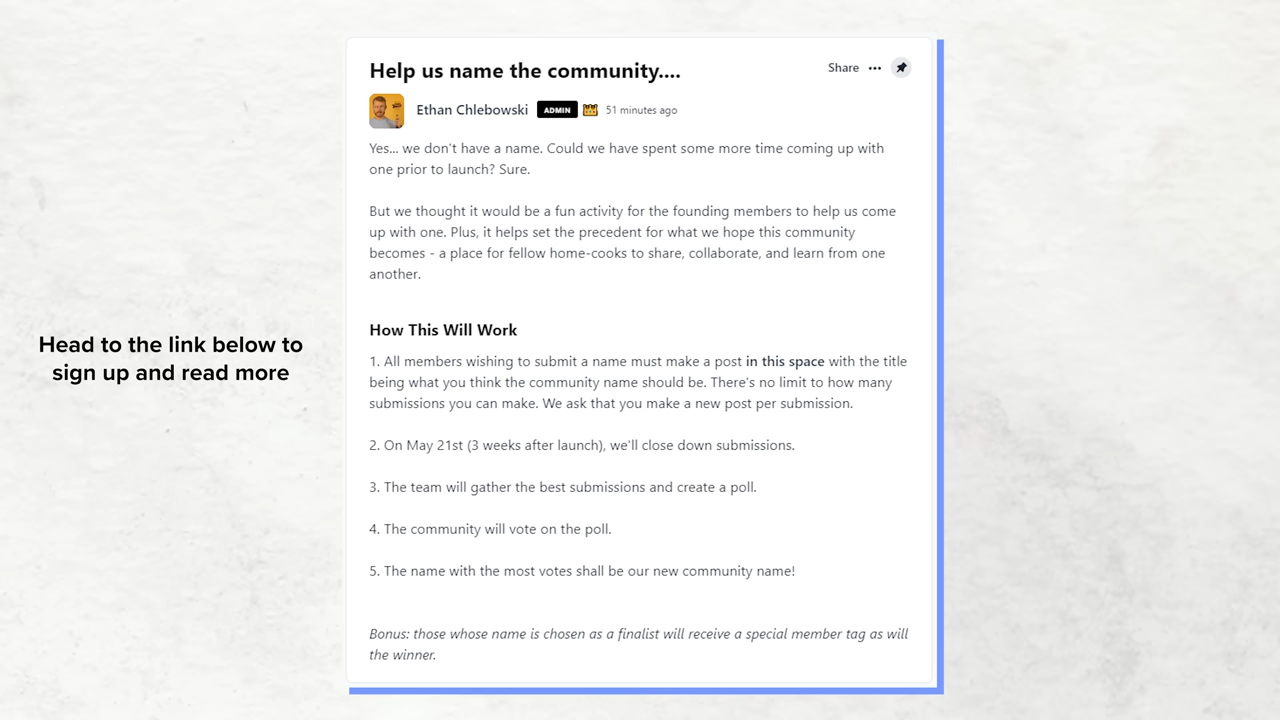 Help us name the community....
Share
Ethan Chlebowski ADMIN 51 minutes ago
Yes... we don't have a name. Could we have spent some more time coming up with
one prior to launch? Sure.
But we thought it would be a fun activity for the founding members to help us come
up with one. Plus, it helps set the precedent for what we hope this community
becomes - a place for fellow home-cooks to share, collaborate, and learn from one
another.
Head to the link below to
sign up and read more
How This Will Work
1. All members wishing to submit a name must make a post in this space with the title
being what you think the community name should be. There's no limit to how many
submissions you can make. We ask that you make a new post per submission.
2. On May 21st (3 weeks after launch), we'll close down submissions.
3. The team will gather the best submissions and create a poll.
4. The community will vote on the poll.
5. The name with the most votes shall be our new community name!
Bonus: those whose name is chosen as a finalist will receive a special member tag as will
the winner.